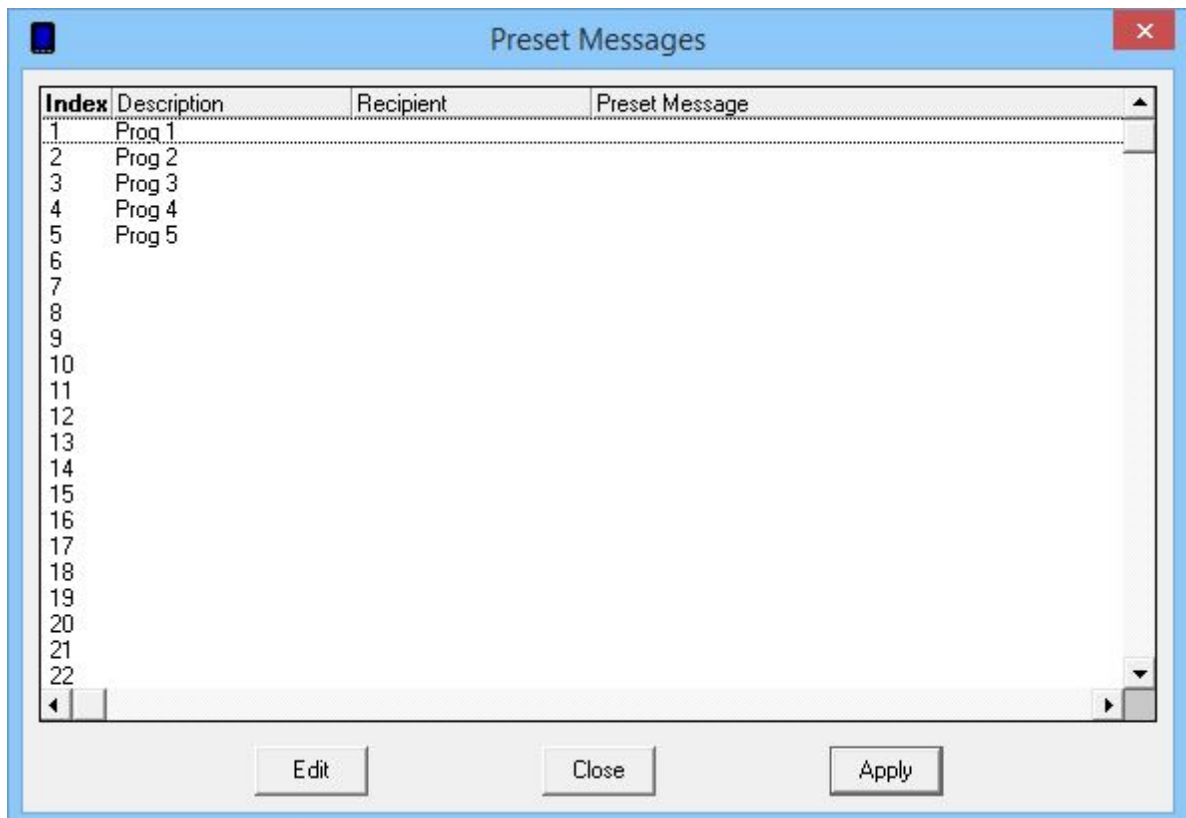 Preset Messages
Index Description Recipient Preset Message
1 Prog 1
2 Prog 2
3 Prog 3
4 Prog 4
5 Prog 5
6
7
8
9
10
11
12
13
14
15
16
17
18
19
20
21
22
Edit Close Apply